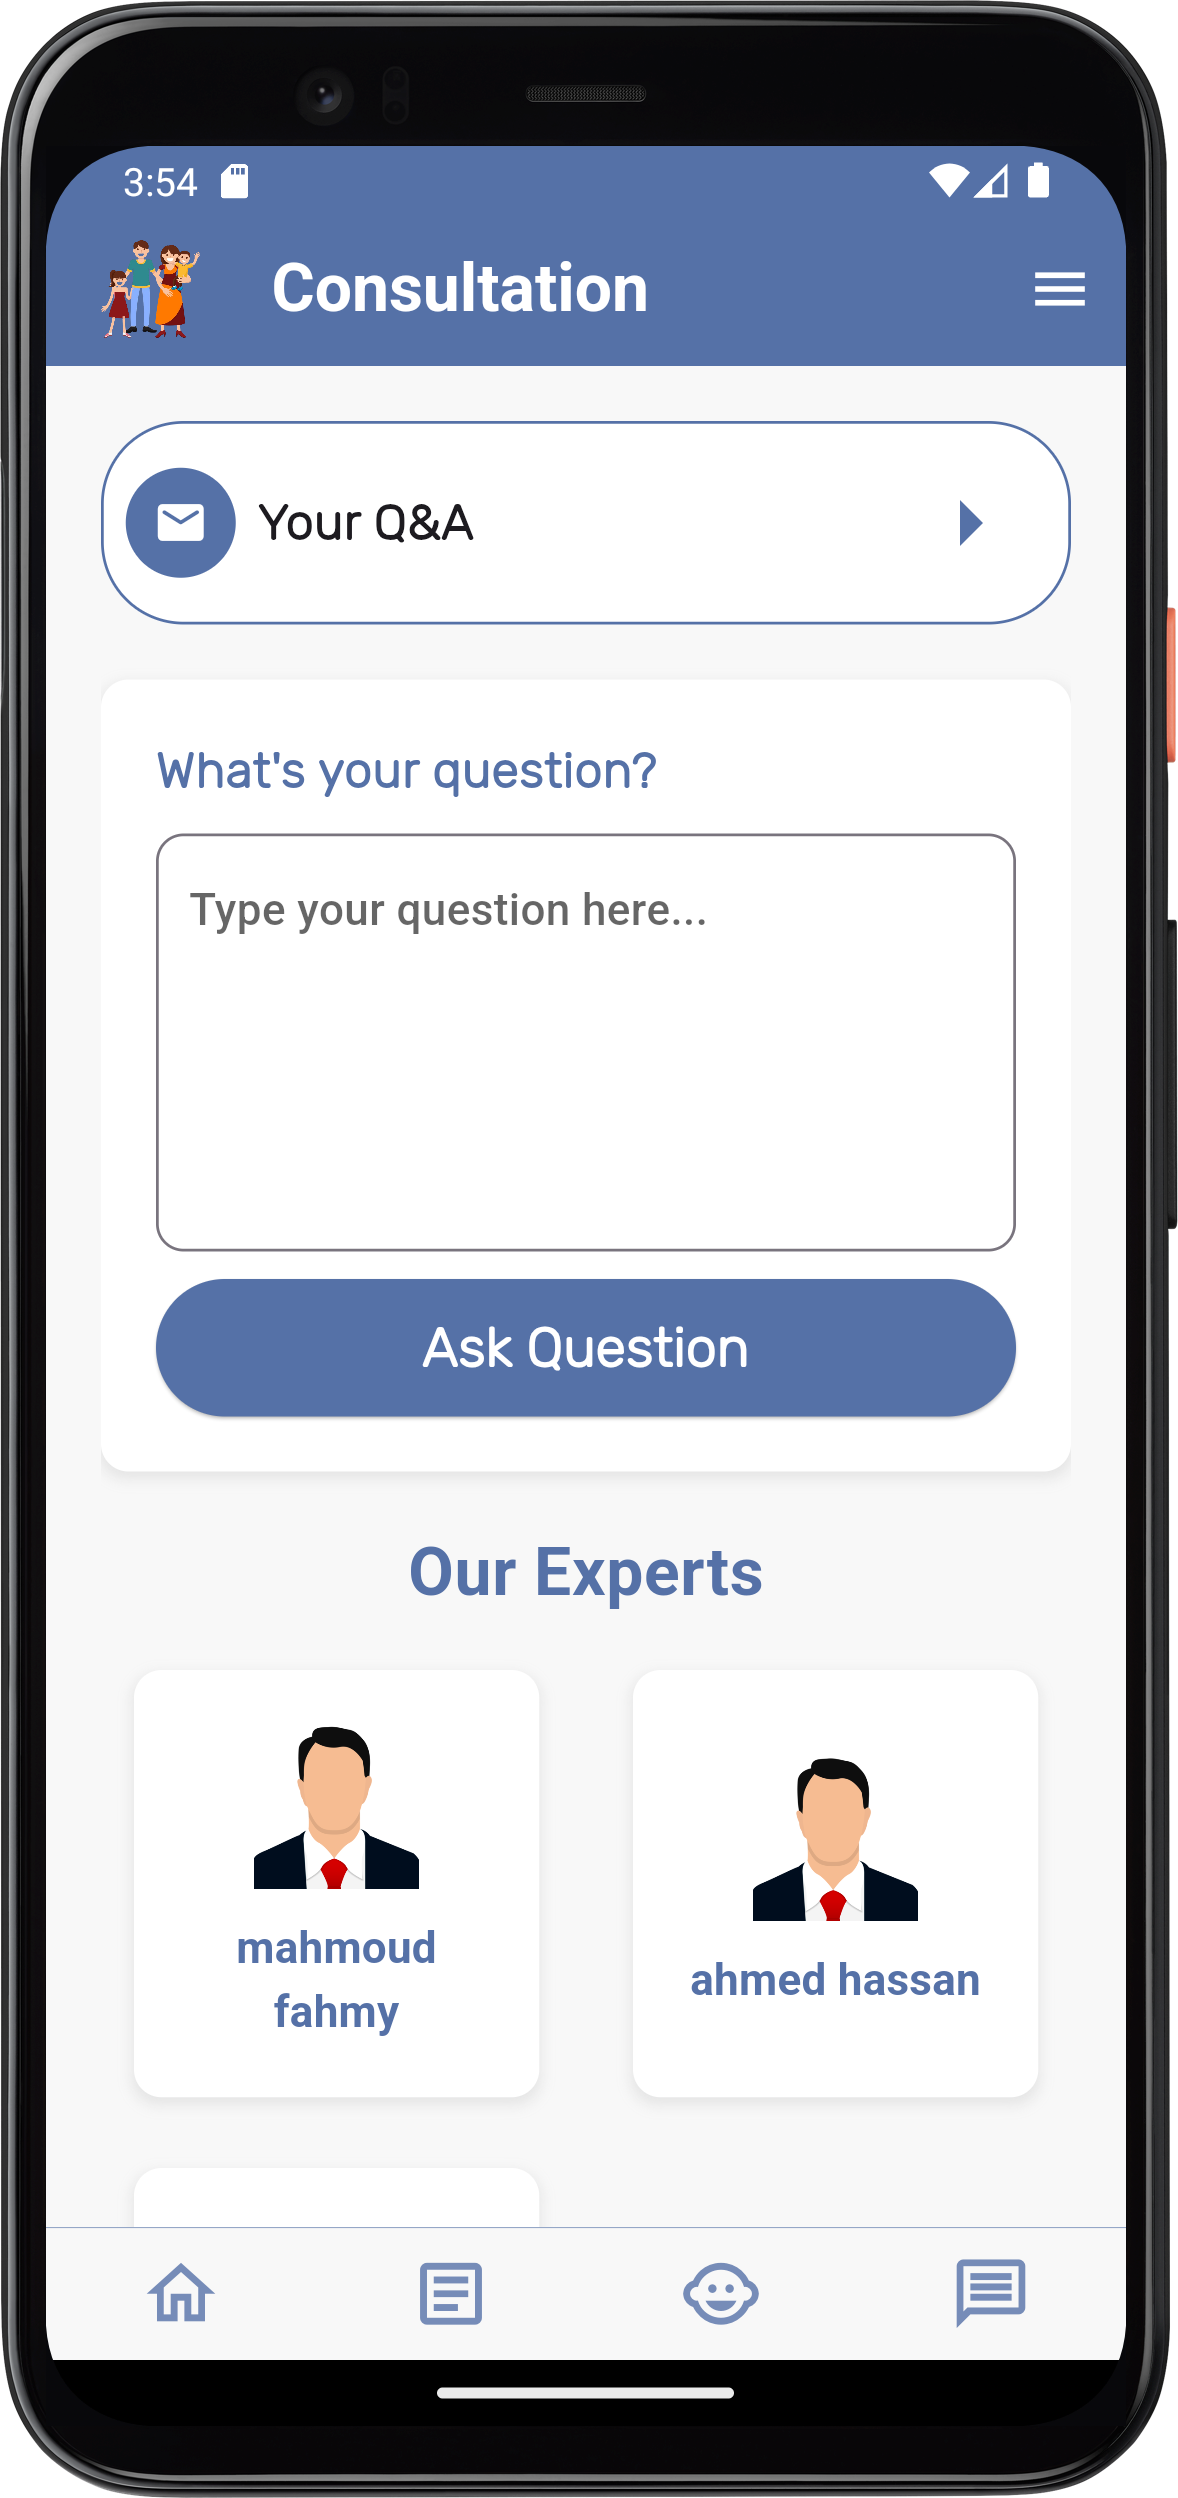 3:54
Consultation
Your Q&A
What's your question?
Type your question here...
Ask Question
Our Experts
mahmoud
fahmy
ahmed hassan